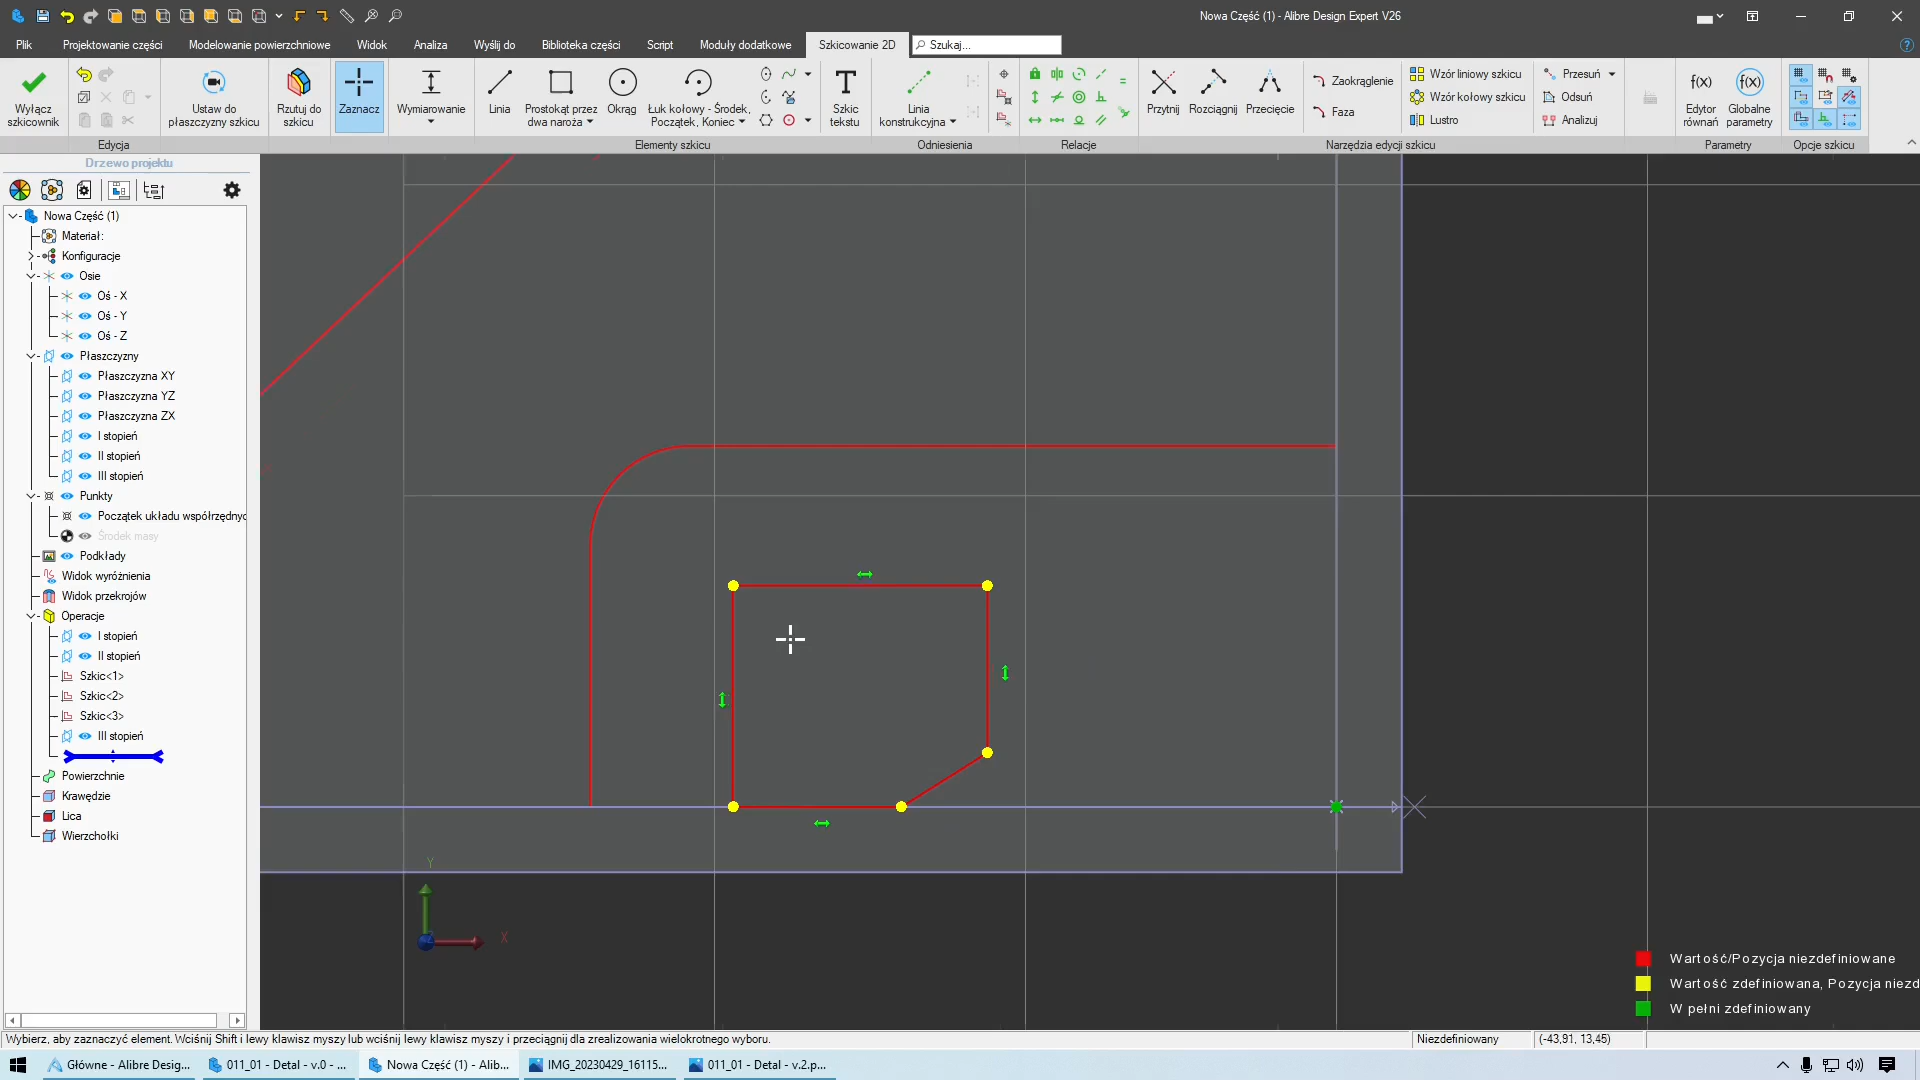 Nowa Część (1) - Alibre Design Expert V26
Plik
Projektowanie części
Modelowanie powierzchniowe
Widok
Analiza
Wyślij do
Biblioteka części
Script
Moduły dodatkowe
Szkicowanie 2D
Szukaj...
Wyłącz szkicownik
Edycja
Ustaw do płaszczyzny szkicu
Rzutuj do szkicu
Zaznacz
Wymiarowanie
Linia
Prostokąt przez dwa naroża
Okrąg
Łuk kołowy - Środek, Początek, Koniec
Szkic tekstu
Elementy szkicu
Linia konstrukcyjna
Odniesienia
Relacje
Przytnij
Rozciągnij
Przecięcie
Zaokrąglenie
Faza
Wzór liniowy szkicu
Wzór kołowy szkicu
Lustro
Przesuń
Odsuń
Analizuj
Narzędzia edycji szkicu
f(x)
Edytor równań
f(x)
Globalne parametry
Parametry
Opcje szkicu
Drzewo projektu
Nowa Część (1)
Materiał:
Konfiguracje
Osie
Oś - X
Oś - Y
Oś - Z
Płaszczyzny
Płaszczyzna XY
Płaszczyzna YZ
Płaszczyzna ZX
I stopień
II stopień
III stopień
Punkty
Początek układu współrzędnyc
Środek masy
Podkłady
Widok wyróżnienia
Widok przekrojów
Operacje
I stopień
II stopień
Szkic<1>
Szkic<2>
Szkic<3>
III stopień
Powierzchnie
Krawędzie
Lica
Wierzchołki
Y
X
Wartość/Pozycja niezdefiniowane
Wartość zdefiniowana, Pozycja niezd
W pełni zdefiniowany
Wybierz, aby zaznaczyć element. Wciśnij Shift i lewy klawisz myszy lub wciśnij lewy klawisz myszy i przeciągnij dla zrealizowania wielokrotnego wyboru.
Niezdefiniowany
(-43,91, 13,45)
Główne - Alibre Desig...
011_01 - Detal - v.0 - ...
Nowa Część (1) - Alib...
IMG_20230429_16115...
011_01 - Detal - v.2.p...